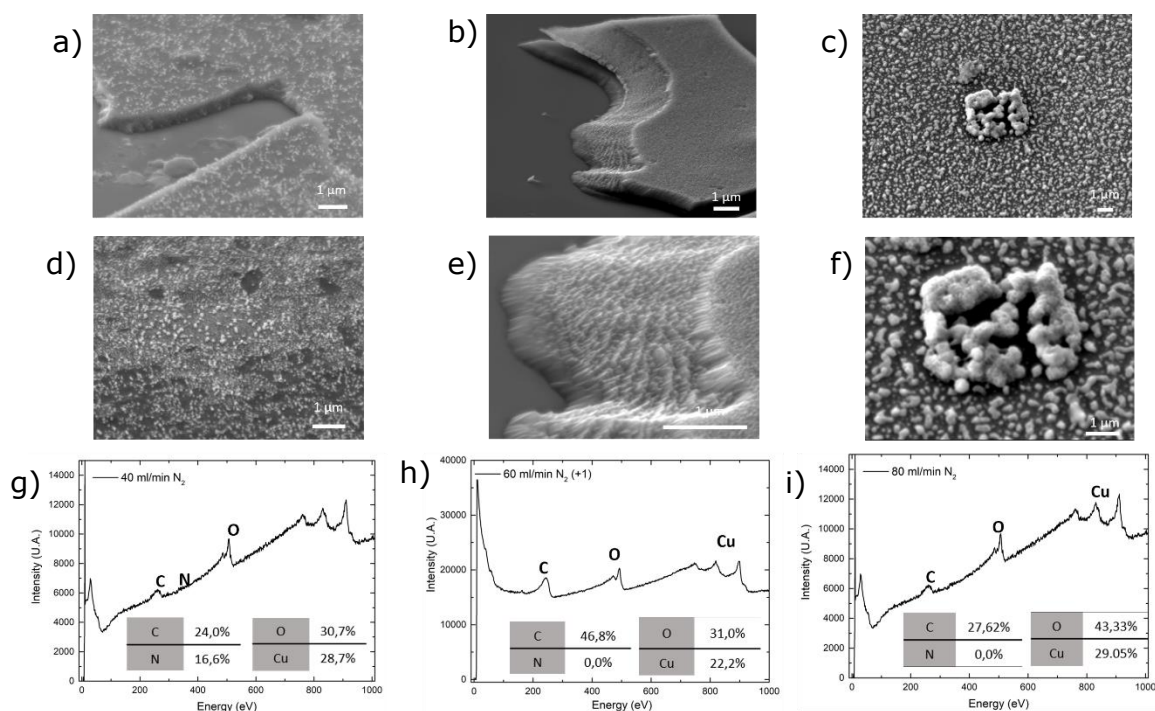 a)
b)
c)
1 μm
1 μm
1 μm
d)
e)
f)
1 μm
1 μm
1 μm
g)
40 ml/min N2
14000
12000
10000
8000
6000
4000
2000
0
Intensity (U.A.)
C
N
O
C 24,0%
N 16,6%
O 30,7%
Cu 28,7%
0 200 400 600 800 1000
Energy (eV)
h)
60 ml/min N2 (+1)
40000
30000
20000
10000
0
Intensity (U.A.)
C
O
Cu
C 46,8%
N 0,0%
O 31,0%
Cu 22,2%
0 200 400 600 800 1000
Energy (eV)
i)
80 ml/min N2
14000
12000
10000
8000
6000
4000
2000
0
Intensity (U.A.)
C
O
Cu
C 27,62%
N 0,0%
O 43,33%
Cu 29.05%
0 200 400 600 800 1000
Energy (eV)